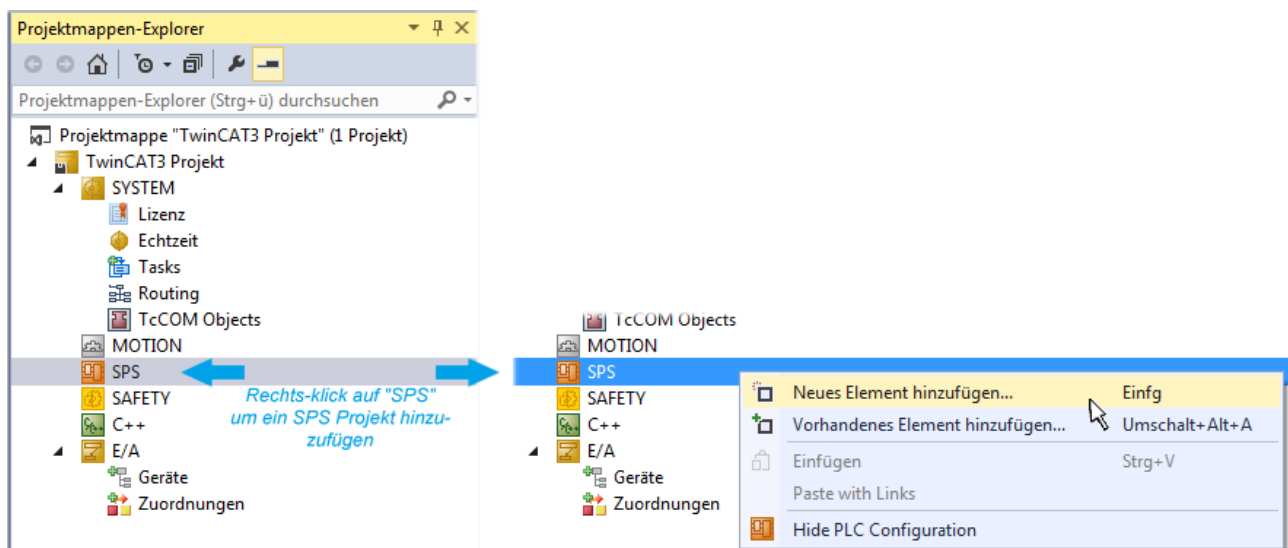 Projektmappen-Explorer
Projektmappen-Explorer (Strg+ü) durchsuchen
Projektmappe "TwinCAT3 Projekt" (1 Projekt)
TwinCAT3 Projekt
SYSTEM
Lizenz
Echtzeit
Tasks
Routing
TcCOM Objects
MOTION
SPS
SAFETY
C++
E/A
Geräte
Zuordnungen
Rechts-klick auf "SPS"
um ein SPS Projekt hinzu-
zufügen
TcCOM Objects
MOTION
SPS
SAFETY
C++
E/A
Geräte
Zuordnungen
Neues Element hinzufügen... Einfg
Vorhandenes Element hinzufügen... Umschalt+Alt+A
Einfügen Strg+V
Paste with Links
Hide PLC Configuration